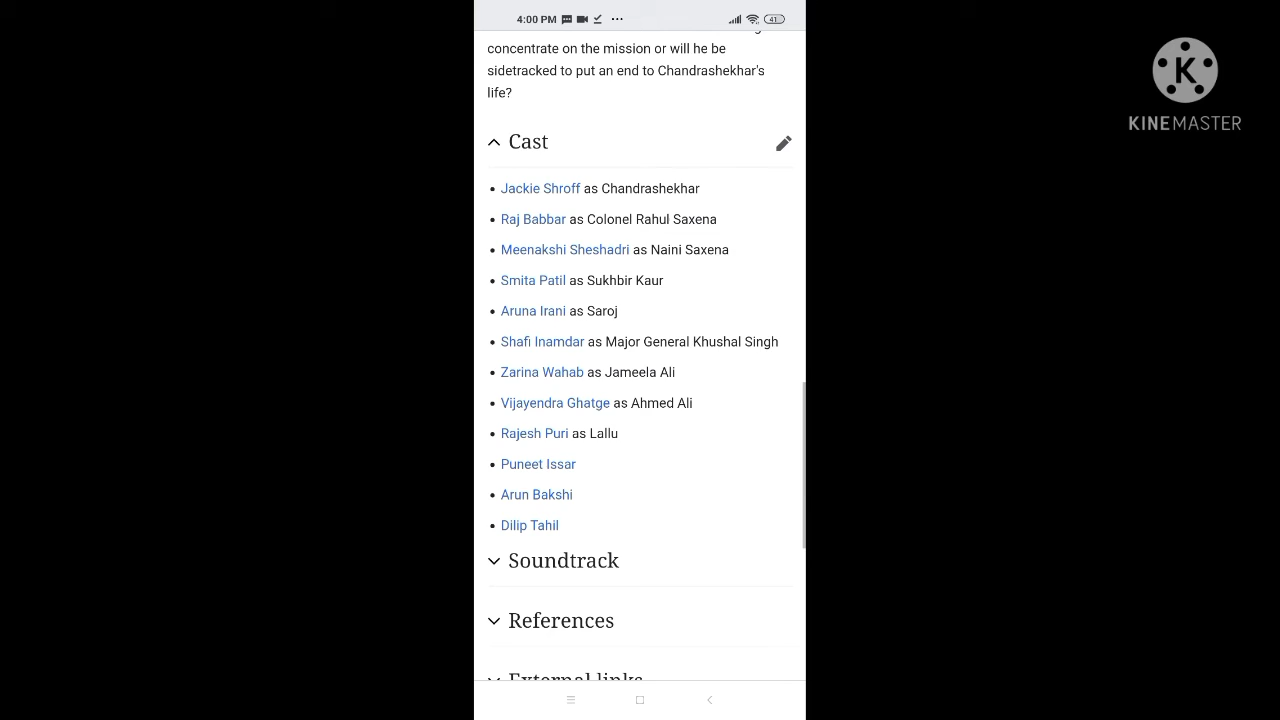 4:00 PM
41
concentrate on the mission or will he be
sidetracked to put an end to Chandrashekhar's
life?
Cast
• Jackie Shroff as Chandrashekhar
• Raj Babbar as Colonel Rahul Saxena
• Meenakshi Sheshadri as Naini Saxena
• Smita Patil as Sukhbir Kaur
• Aruna Irani as Saroj
• Shafi Inamdar as Major General Khushal Singh
• Zarina Wahab as Jameela Ali
• Vijayendra Ghatge as Ahmed Ali
• Rajesh Puri as Lallu
• Puneet Issar
• Arun Bakshi
• Dilip Tahil
Soundtrack
References
External links
K
KINEMASTER